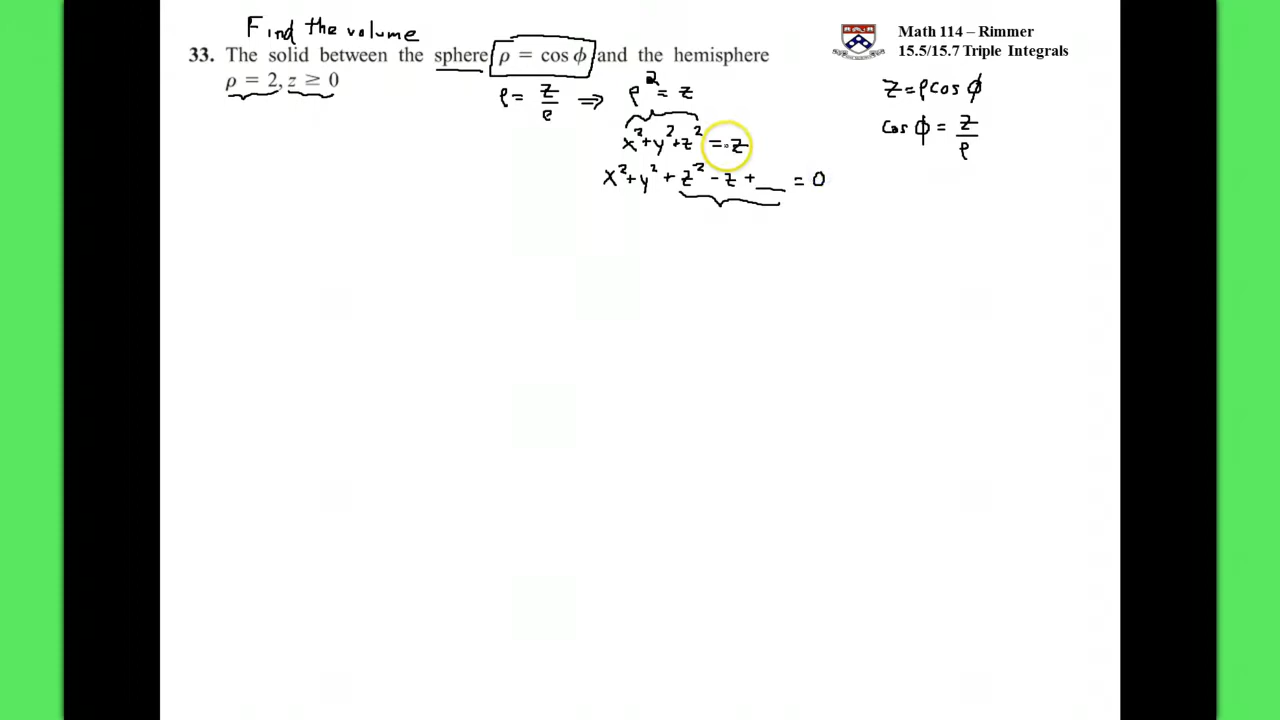 Find the volume
33. The solid between the sphere ρ = cos ϕ and the hemisphere
ρ = 2, z ≥ 0
ρ = z/ρ ⇒ ρ² = z
x² + y² + z² = z
x² + y² + z² - z + __ = 0
Math 114 – Rimmer
15.5/15.7 Triple Integrals
z = ρ cos ϕ
cos ϕ = z/ρ